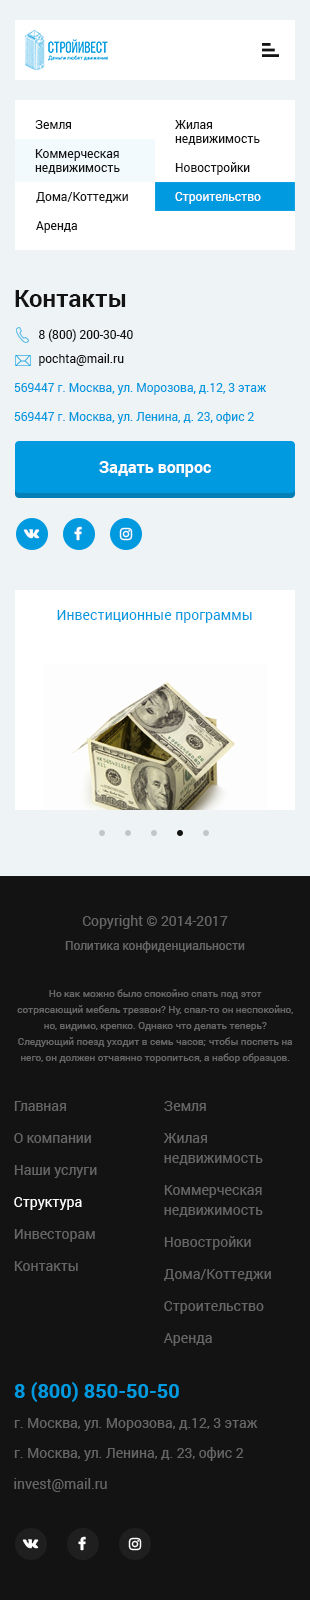 СТРОЙИВЕСТ
Деньги любят движение!
Земля
Жилая
недвижимость
Коммерческая
недвижимость
Новостройки
Дома/Коттеджи
Строительство
Аренда
Контакты
8 (800) 200-30-40
pochta@mail.ru
569447 г. Москва, ул. Морозова, д.12, 3 этаж
569447 г. Москва, ул. Ленина, д. 23, офис 2
Задать вопрос
Инвестиционные программы
Copyright © 2014-2017
Политика конфиденциальности
Но как можно было спокойно спать под этот
сотрясающий мебель трезвон? Ну, спал-то он неспокойно,
но, видимо, крепко. Однако что делать теперь?
Следующий поезд уходит в семь часов; чтобы поспеть на
него, он должен отчаянно торопиться, а набор образцов.
Главная
О компании
Наши услуги
Структура
Инвесторам
Контакты
Земля
Жилая
недвижимость
Коммерческая
недвижимость
Новостройки
Дома/Коттеджи
Строительство
Аренда
8 (800) 850-50-50
г. Москва, ул. Морозова, д.12, 3 этаж
г. Москва, ул. Ленина, д. 23, офис 2
invest@mail.ru